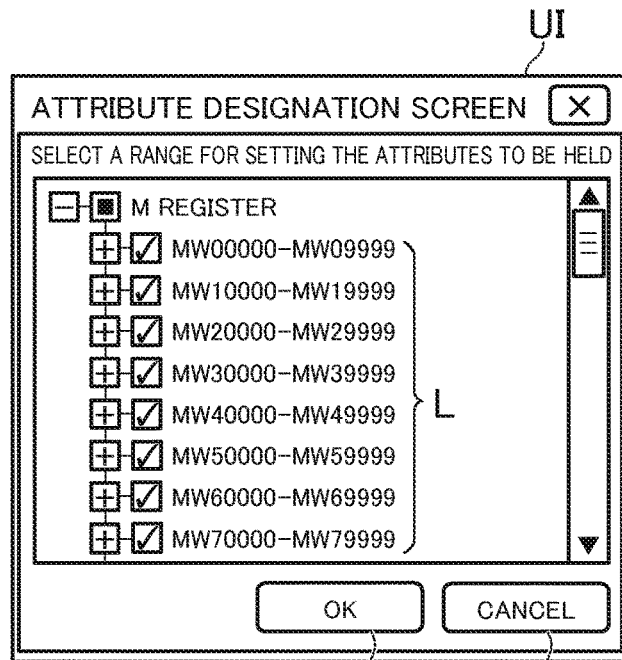 UI
ATTRIBUTE DESIGNATION SCREEN
SELECT A RANGE FOR SETTING THE ATTRIBUTES TO BE HELD
M REGISTER
MW00000-MW09999
MW10000-MW19999
MW20000-MW29999
MW30000-MW39999
MW40000-MW49999
L
MW50000-MW59999
MW60000-MW69999
MW70000-MW79999
OK CANCEL